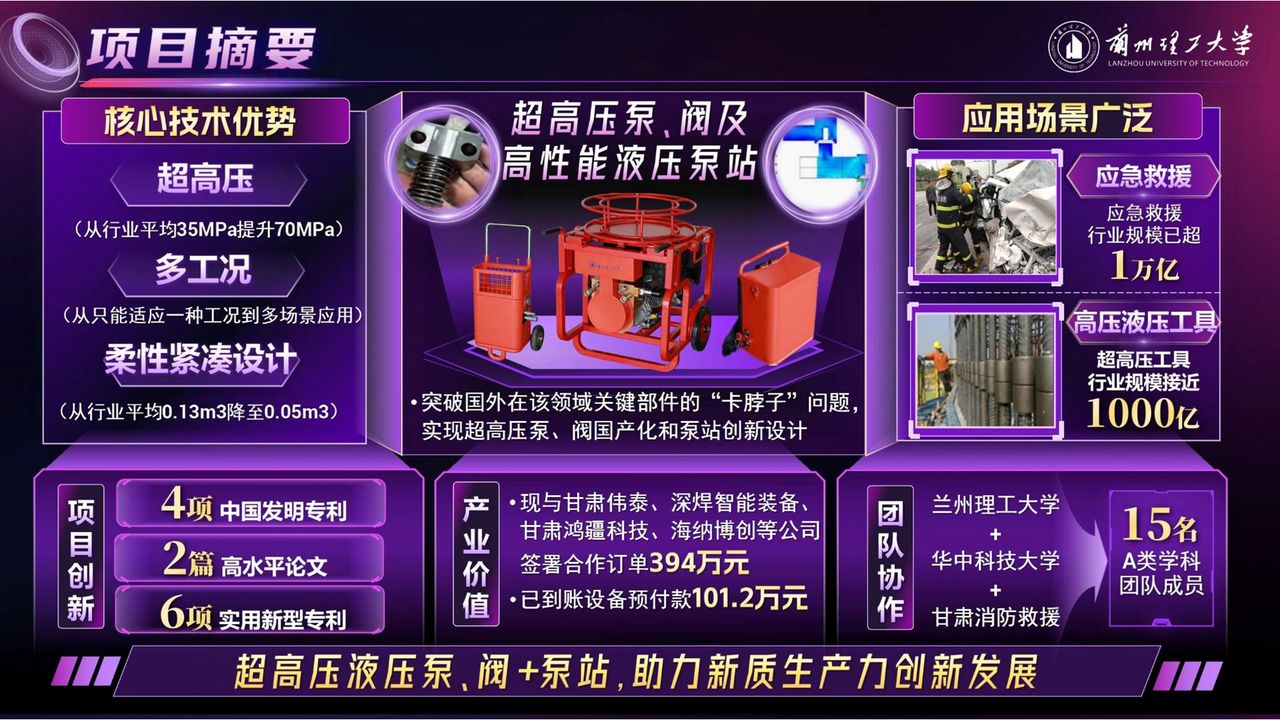 项目摘要
兰州理工大学
LANZHOU UNIVERSITY OF TECHNOLOGY
核心技术优势
超高压
(从行业平均35MPa提升70MPa)
多工况
(从只能适应一种工况到多场景应用)
柔性紧凑设计
(从行业平均0.13m3降至0.05m3)
超高压泵、阀及
高性能液压泵站
•突破国外在该领域关键部件的“卡脖子”问题，
实现超高压泵、阀国产化和泵站创新设计
应用场景广泛
应急救援
应急救援
行业规模已超
1万亿
高压液压工具
超高压工具
行业规模接近
1000亿
项目创新
4项 中国发明专利
2篇 高水平论文
6项 实用新型专利
产业价值
•现与甘肃伟泰、深焊智能装备、
甘肃鸿疆科技、海纳博创等公司
签署合作订单394万元
•已到账设备预付款101.2万元
团队协作
兰州理工大学
+
华中科技大学
+
甘肃消防救援
15名
A类学科
团队成员
超高压液压泵、阀+泵站,助力新质生产力创新发展